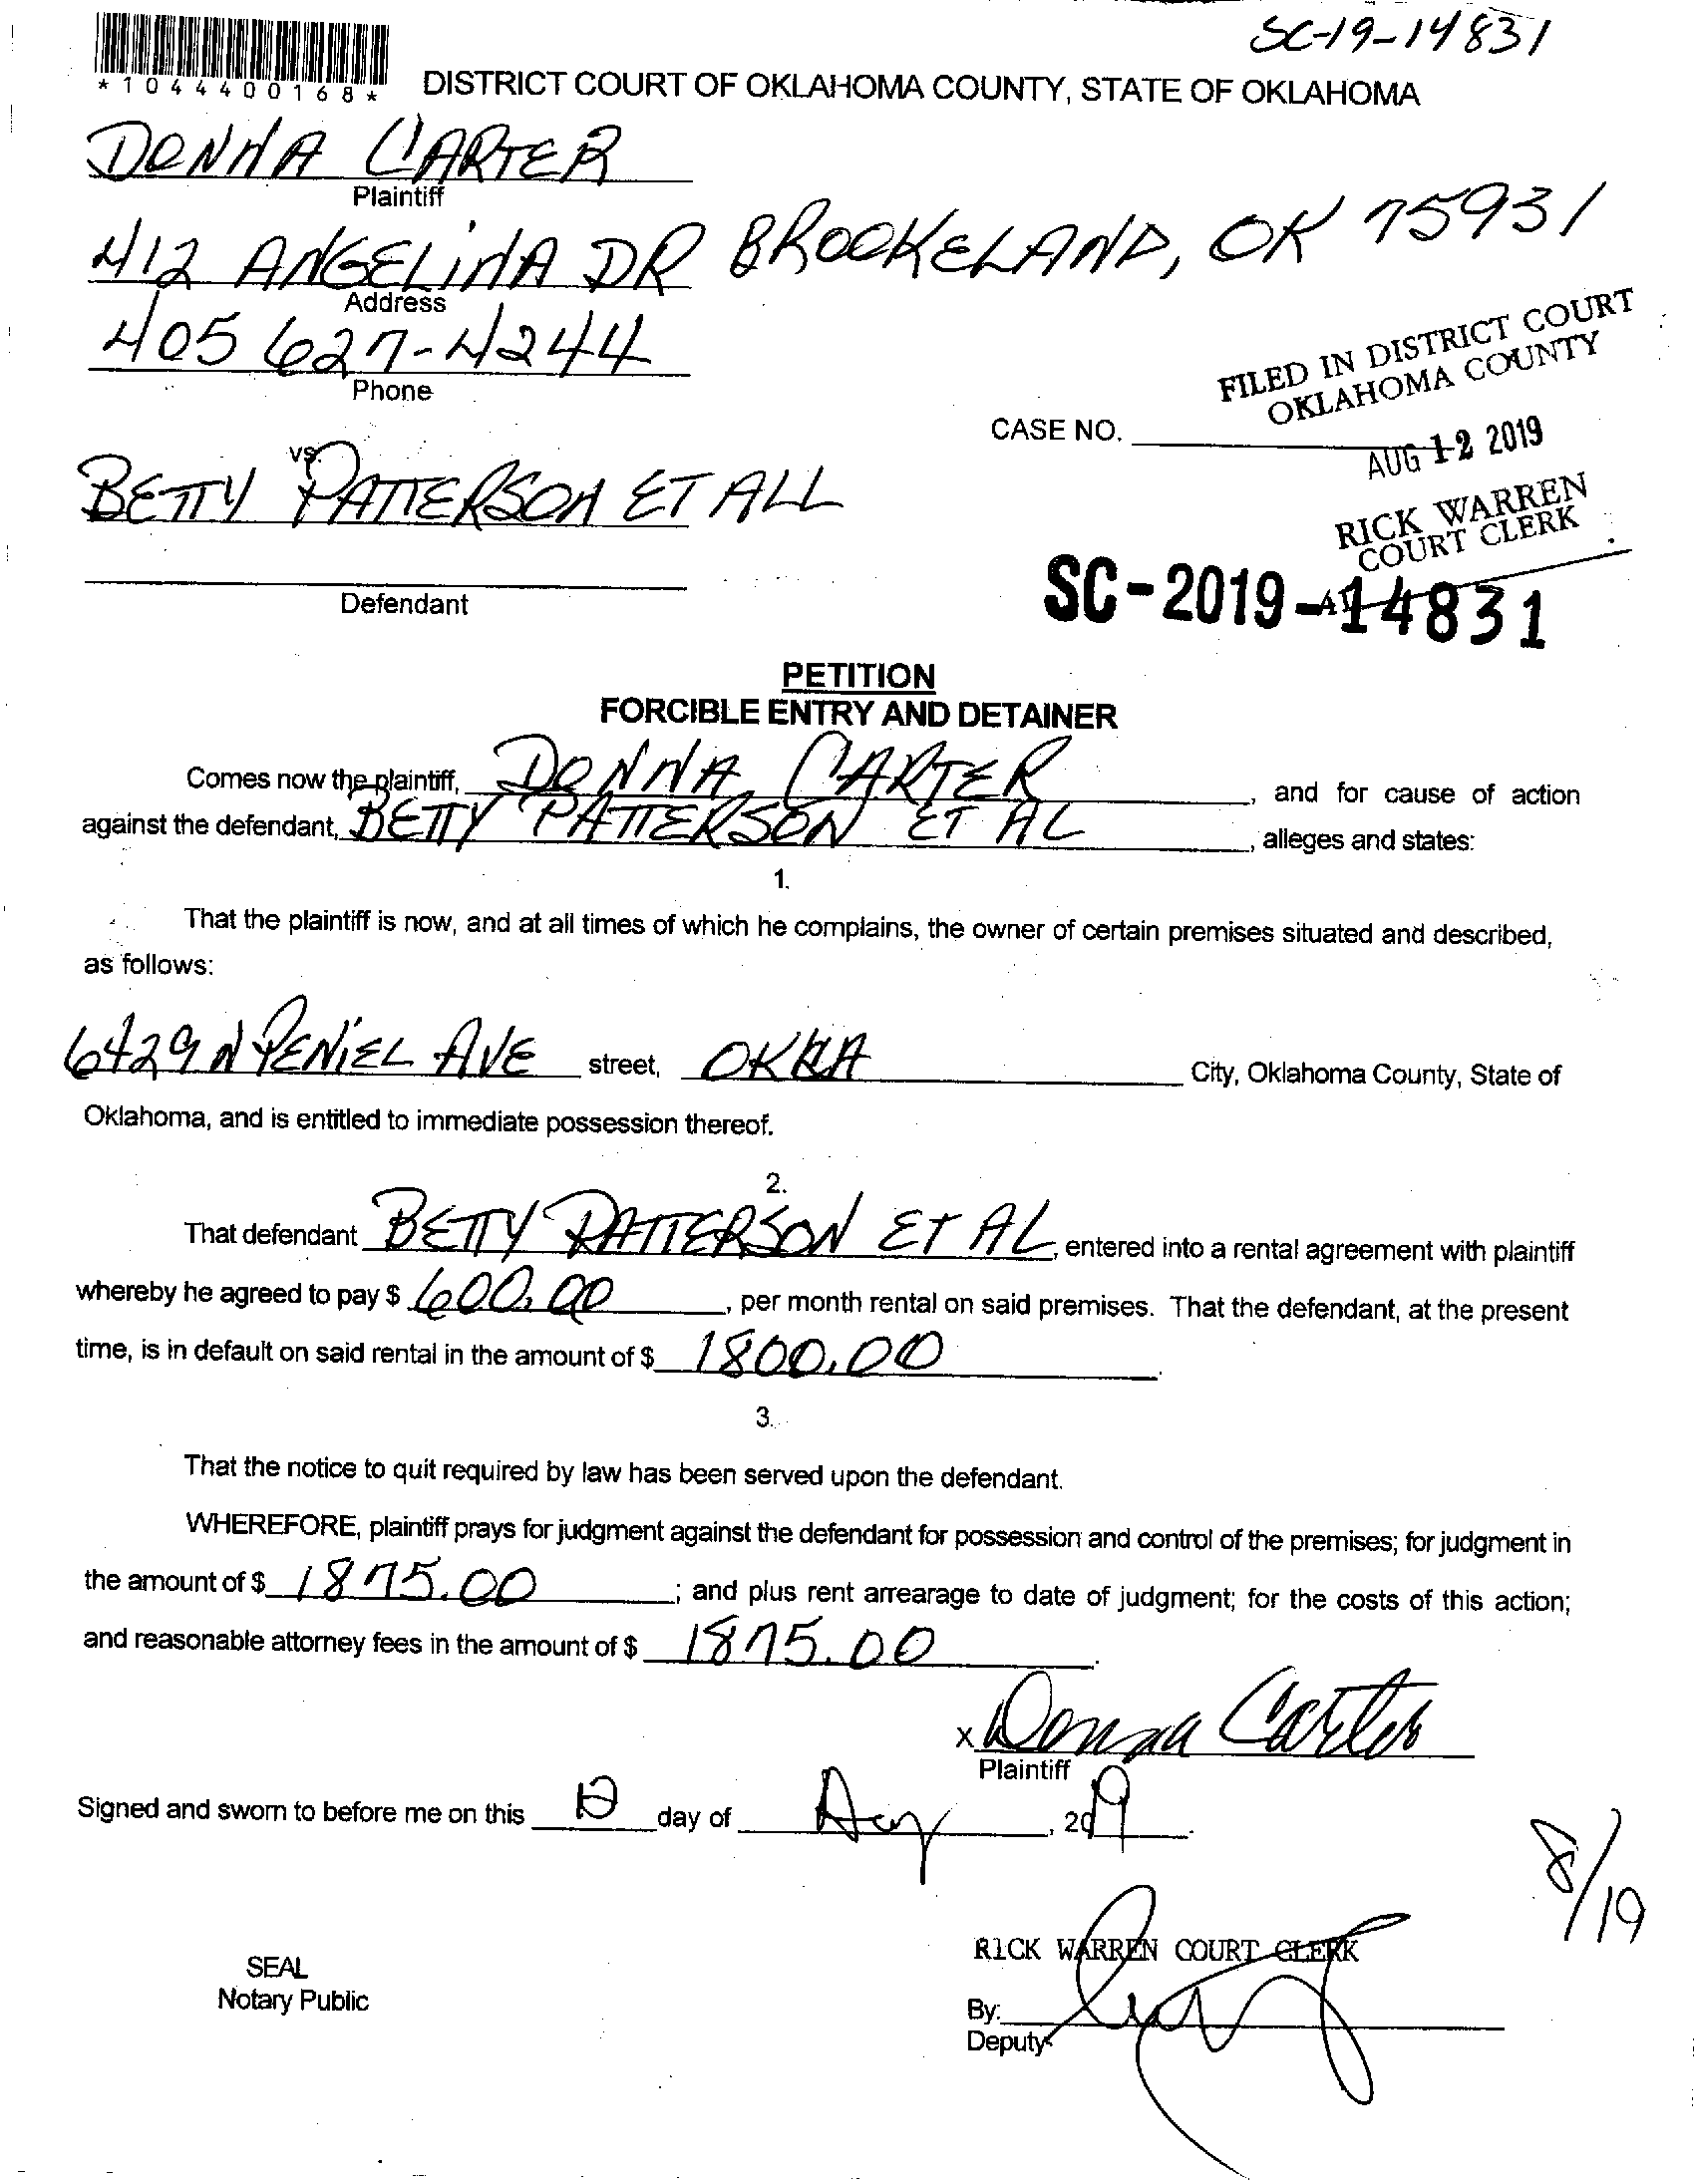 SC-19-14831
*1044400168*
DISTRICT COURT OF OKLAHOMA COUNTY, STATE OF OKLAHOMA
DONNA CARTER
Plaintiff
412 ANGELINA DR BROOKELAND, OK 75931
Address
405 627-4244
Phone
FILED IN DISTRICT COURT
OKLAHOMA COUNTY
CASE NO.
AUG 12 2019
vs.
BETTY PATTERSON ET ALL
RICK WARREN
COURT CLERK
Defendant
SC-2019-14831
PETITION
FORCIBLE ENTRY AND DETAINER
Comes now the plaintiff, DONNA CARTER, and for cause of action
against the defendant, BETTY PATTERSON ET AL, alleges and states:
1.
That the plaintiff is now, and at all times of which he complains, the owner of certain premises situated and described,
as follows:
6429 N PENIEL AVE street, OKLA City, Oklahoma County, State of
Oklahoma, and is entitled to immediate possession thereof.
2.
That defendant BETTY PATTERSON ET AL, entered into a rental agreement with plaintiff
whereby he agreed to pay $ 600.00, per month rental on said premises. That the defendant, at the present
time, is in default on said rental in the amount of $ 1800.00.
3.
That the notice to quit required by law has been served upon the defendant.
WHEREFORE, plaintiff prays for judgment against the defendant for possession and control of the premises; for judgment in
the amount of $ 1875.00; and plus rent arrearage to date of judgment; for the costs of this action;
and reasonable attorney fees in the amount of $ 1875.00.
x Donna Carter
Plaintiff
Signed and sworn to before me on this 12 day of Aug, 2019.
8/19
RICK WARREN COURT CLERK
SEAL
Notary Public
By:
Deputy